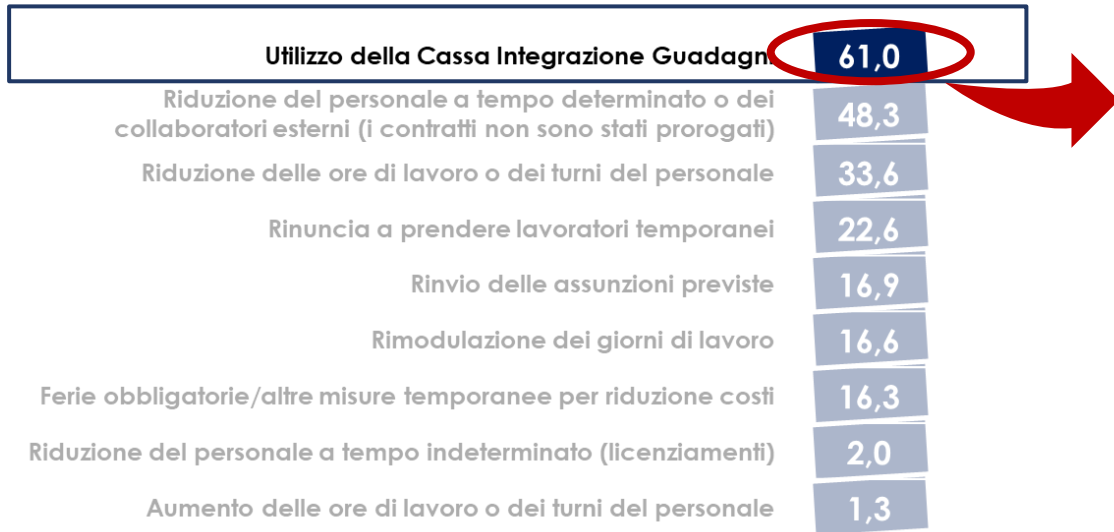 Utilizzo della Cassa Integrazione Guadagni 61,0
Riduzione del personale a tempo determinato o dei
collaboratori esterni (i contratti non sono stati prorogati) 48,3
Riduzione delle ore di lavoro o dei turni del personale 33,6
Rinuncia a prendere lavoratori temporanei 22,6
Rinvio delle assunzioni previste 16,9
Rimodulazione dei giorni di lavoro 16,6
Ferie obbligatorie/altre misure temporanee per riduzione costi 16,3
Riduzione del personale a tempo indeterminato (licenziamenti) 2,0
Aumento delle ore di lavoro o dei turni del personale 1,3